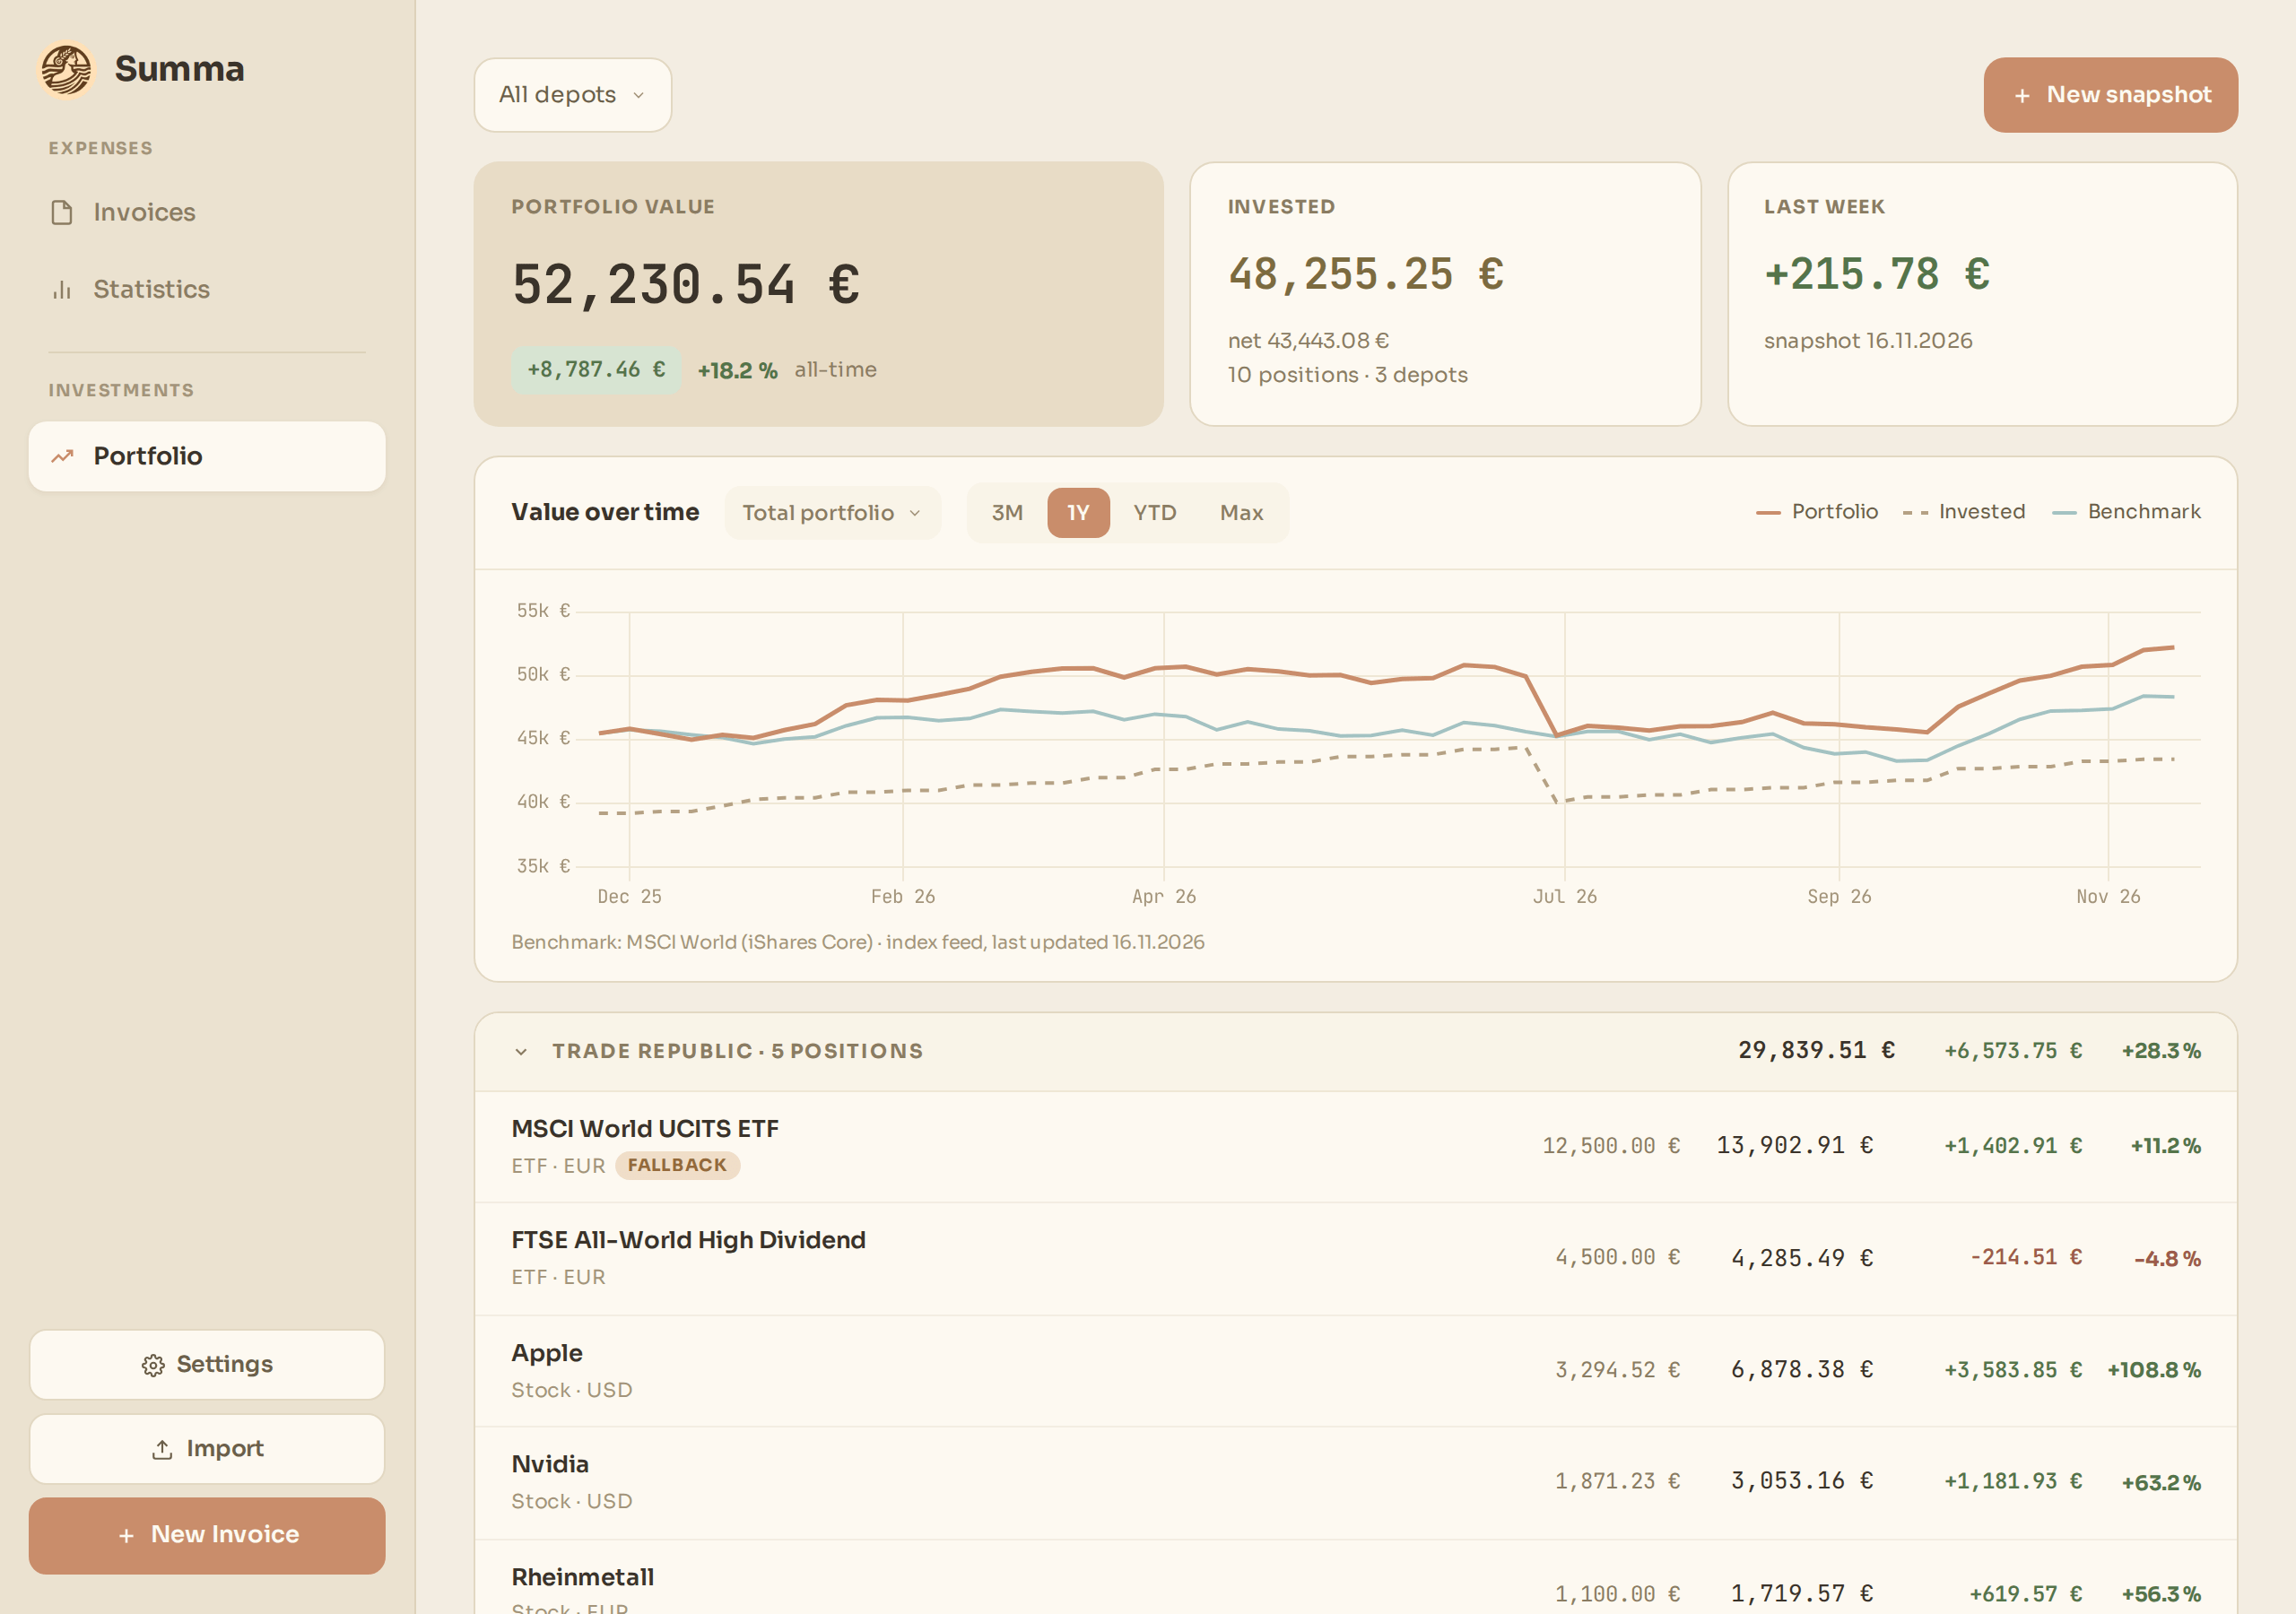 Summa
EXPENSES
Invoices
Statistics
INVESTMENTS
Portfolio
Settings
Import
+ New Invoice
All depots
+ New snapshot
PORTFOLIO VALUE
52,230.54 €
+8,787.46 € +18.2 % all-time
INVESTED
48,255.25 €
net 43,443.08 €
10 positions · 3 depots
LAST WEEK
+215.78 €
snapshot 16.11.2026
Value over time Total portfolio 3M 1Y YTD Max Portfolio Invested Benchmark
55k €
50k €
45k €
40k €
35k €
Dec 25 Feb 26 Apr 26 Jul 26 Sep 26 Nov 26
Benchmark: MSCI World (iShares Core) · index feed, last updated 16.11.2026
TRADE REPUBLIC · 5 POSITIONS 29,839.51 € +6,573.75 € +28.3 %
MSCI World UCITS ETF
ETF · EUR FALLBACK
12,500.00 € 13,902.91 € +1,402.91 € +11.2 %
FTSE All-World High Dividend
ETF · EUR
4,500.00 € 4,285.49 € -214.51 € -4.8 %
Apple
Stock · USD
3,294.52 € 6,878.38 € +3,583.85 € +108.8 %
Nvidia
Stock · USD
1,871.23 € 3,053.16 € +1,181.93 € +63.2 %
Rheinmetall
Stock · EUR
1,100.00 € 1,719.57 € +619.57 € +56.3 %